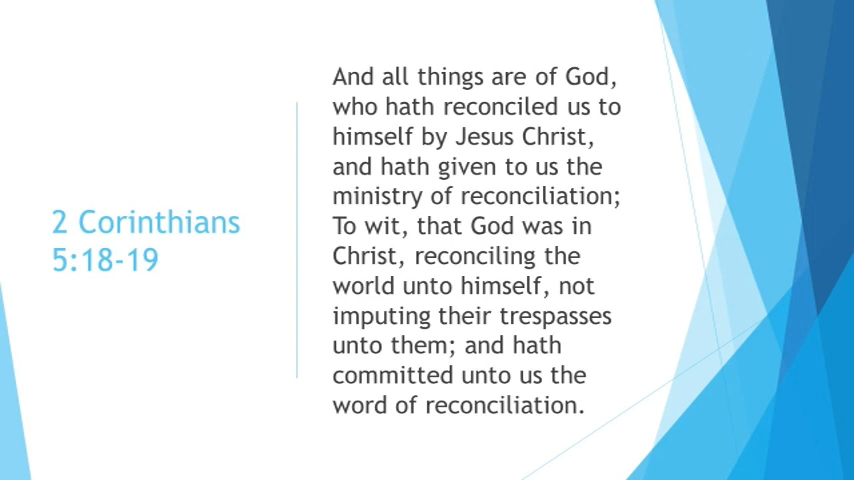 2 Corinthians
5:18-19
And all things are of God,
who hath reconciled us to
himself by Jesus Christ,
and hath given to us the
ministry of reconciliation;
To wit, that God was in
Christ, reconciling the
world unto himself, not
imputing their trespasses
unto them; and hath
committed unto us the
word of reconciliation.